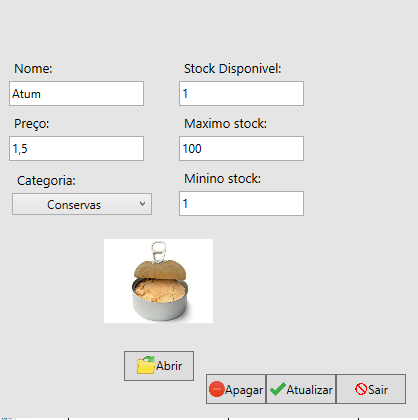 Nome:
Stock Disponivel:
Atum
1
Preço:
Maximo stock:
1,5
100
Categoria:
Minino stock:
Conservas
1
Abrir
Apagar
Atualizar
Sair